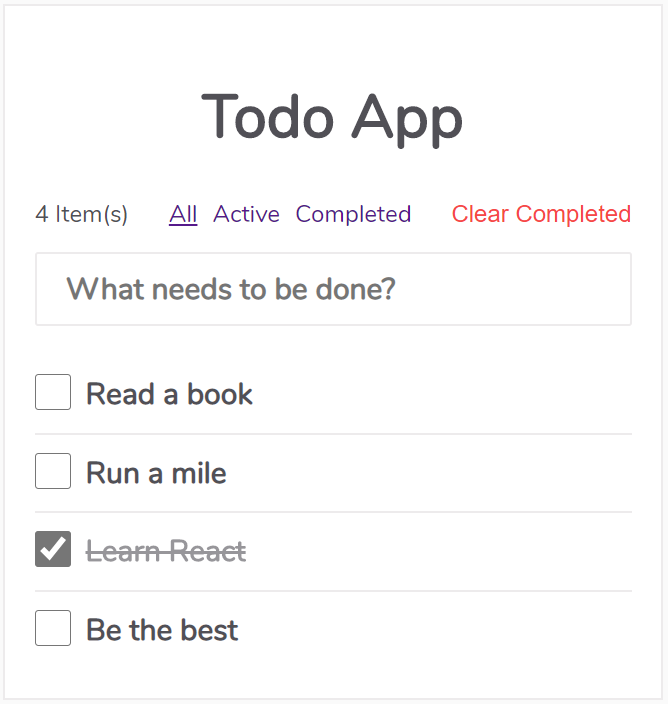 Todo App
4 Item(s) All Active Completed Clear Completed
What needs to be done?
Read a book
Run a mile
Learn React
Be the best